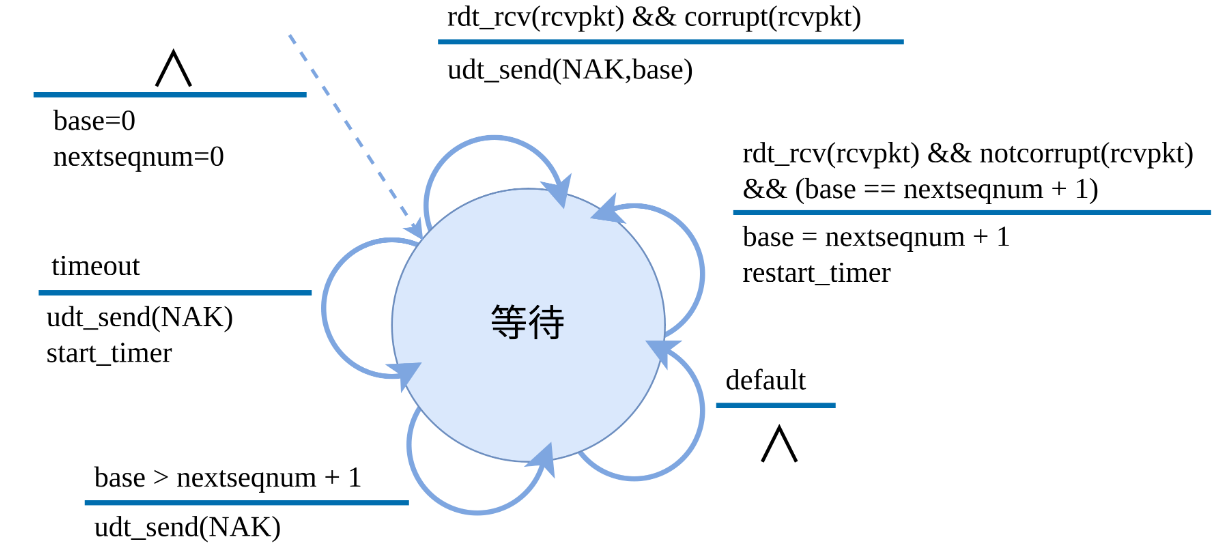 rdt_rcv(rcvpkt) && corrupt(rcvpkt)
udt_send(NAK,base)
Λ
base=0
nextseqnum=0
rdt_rcv(rcvpkt) && notcorrupt(rcvpkt)
&& (base == nextseqnum + 1)
base = nextseqnum + 1
restart_timer
timeout
udt_send(NAK)
start_timer
等待
default
Λ
base > nextseqnum + 1
udt_send(NAK)